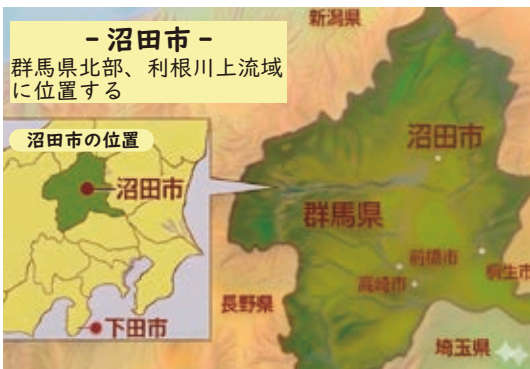 －沼田市－
群馬県北部、利根川上流域
に位置する
沼田市の位置
沼田市
下田市
新潟県
沼田市
群馬県
前橋市
高崎市
桐生市
長野県
埼玉県